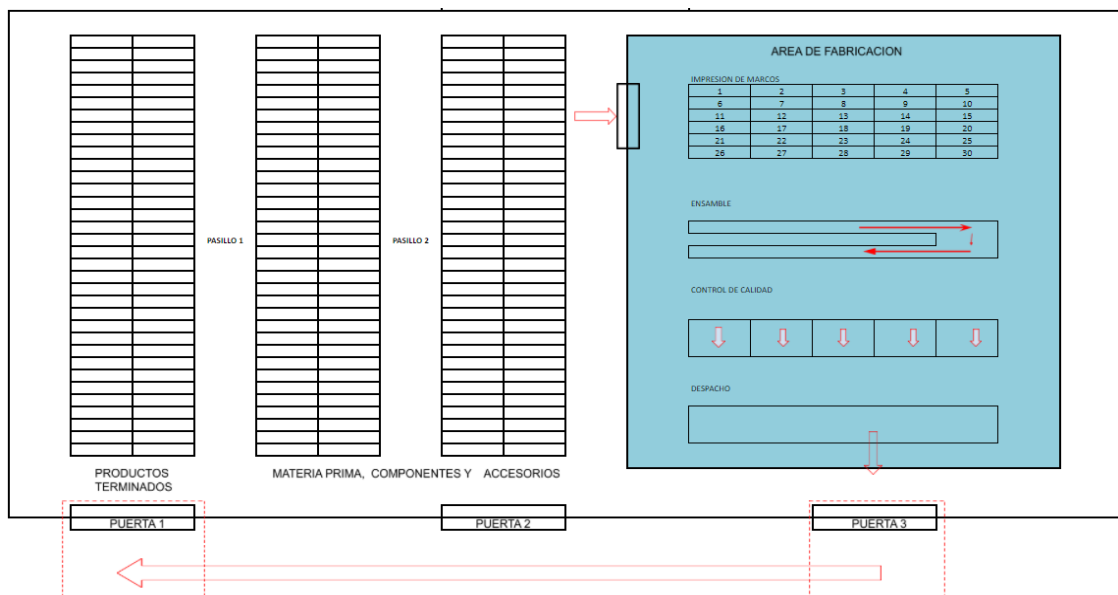 AREA DE FABRICACION
IMPRESION DE MARCOS
1 2 3 4 5
6 7 8 9 10
11 12 13 14 15
16 17 18 19 20
21 22 23 24 25
26 27 28 29 30
ENSAMBLE
PASILLO 1
PASILLO 2
CONTROL DE CALIDAD
DESPACHO
PRODUCTOS
TERMINADOS
MATERIA PRIMA, COMPONENTES Y ACCESORIOS
PUERTA 1
PUERTA 2
PUERTA 3